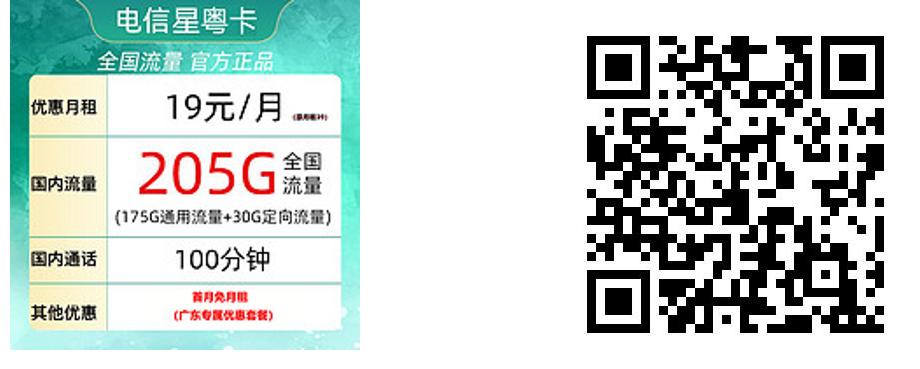 电信星粤卡
全国流量 官方正品
优惠月租
19元/月
国内流量
205G 全国流量
(175G通用流量+30G定向流量)
国内通话
100分钟
其他优惠
首月免月租
(广东专属优惠套餐)